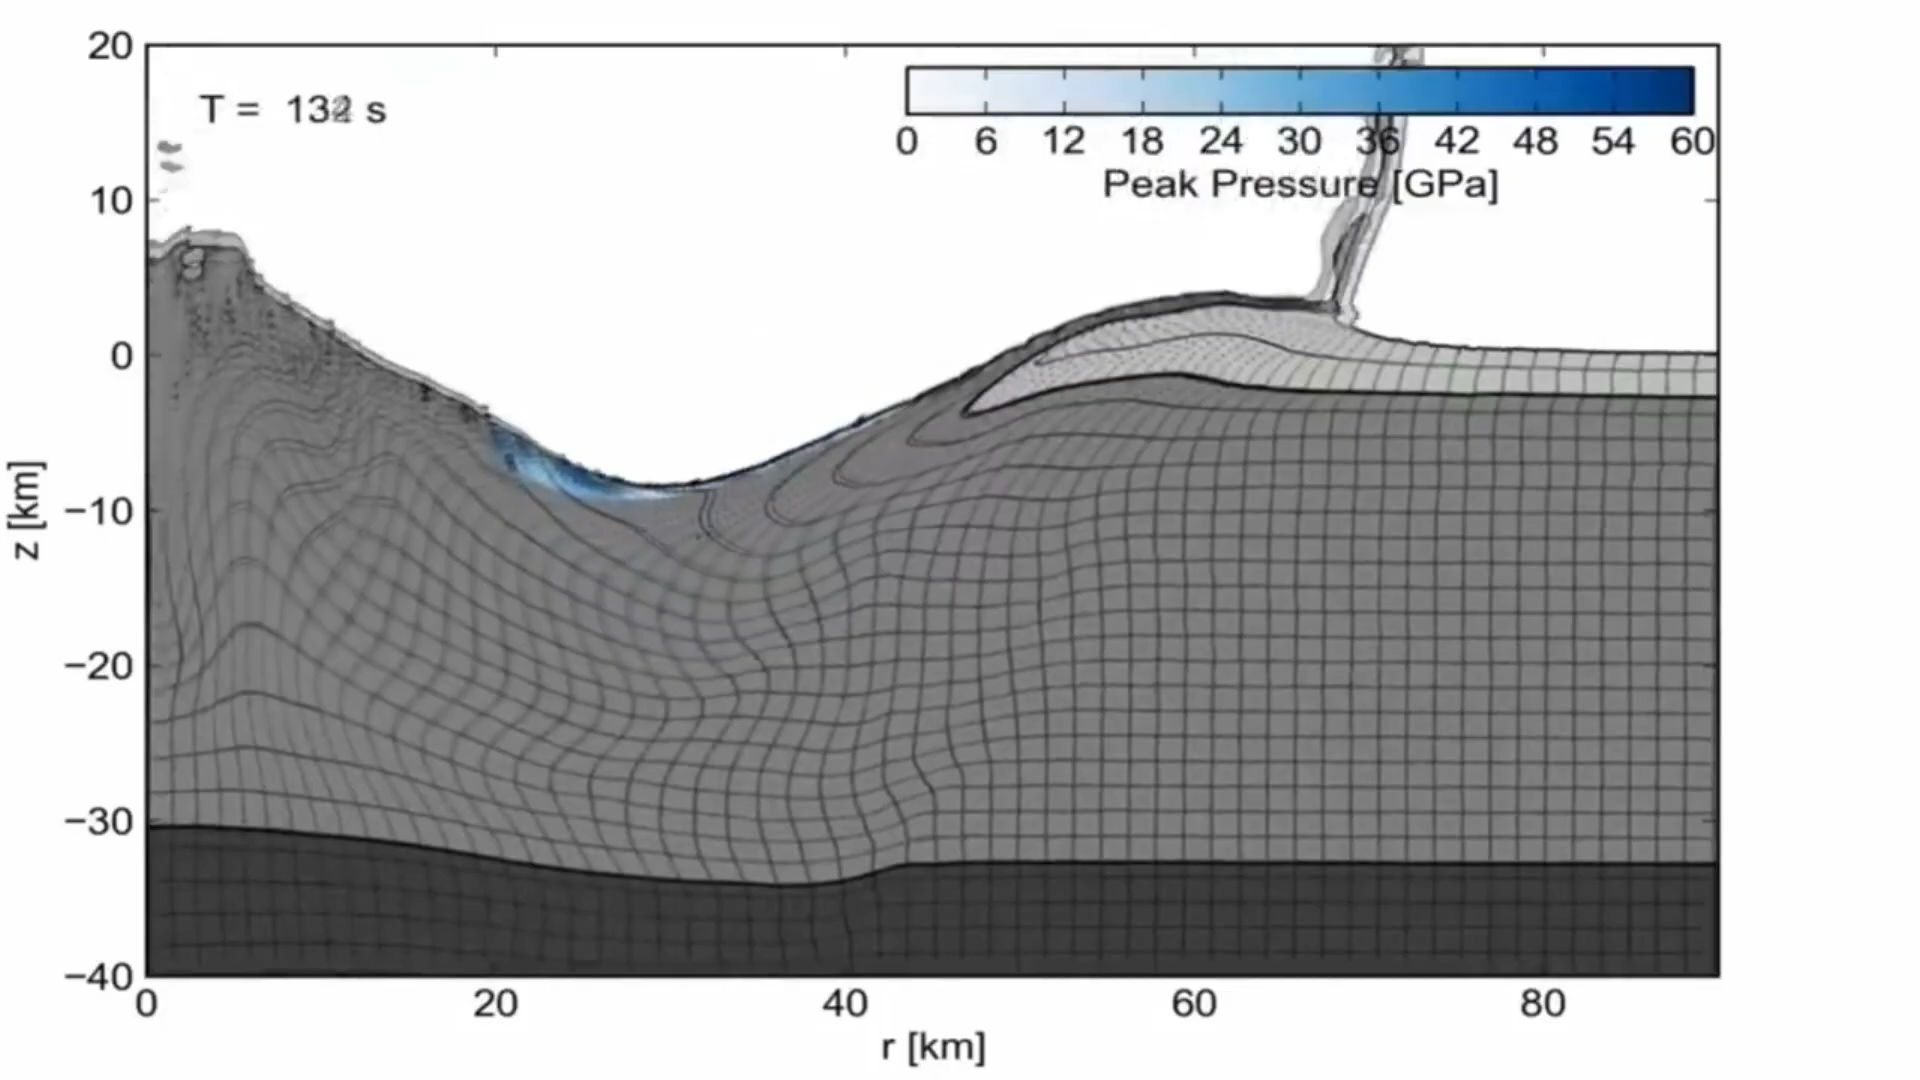 20
T = 13 s
0 6 12 18 24 30 36 42 48 54 60
Peak Pressure [GPa]
10
0
z [km]
−10
−20
−30
−40
0 20 40 60 80
r [km]